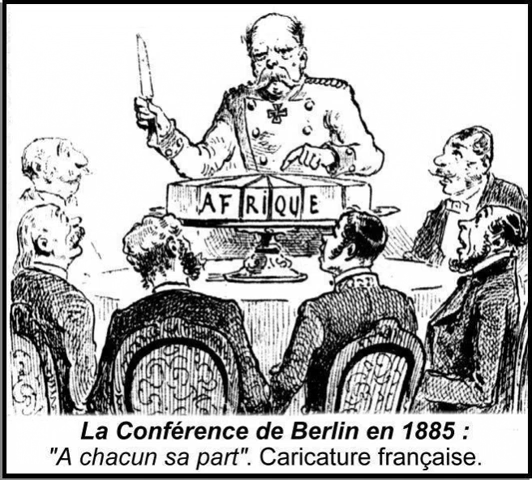 AFRIQUE
La Conférence de Berlin en 1885 :
"A chacun sa part". Caricature française.